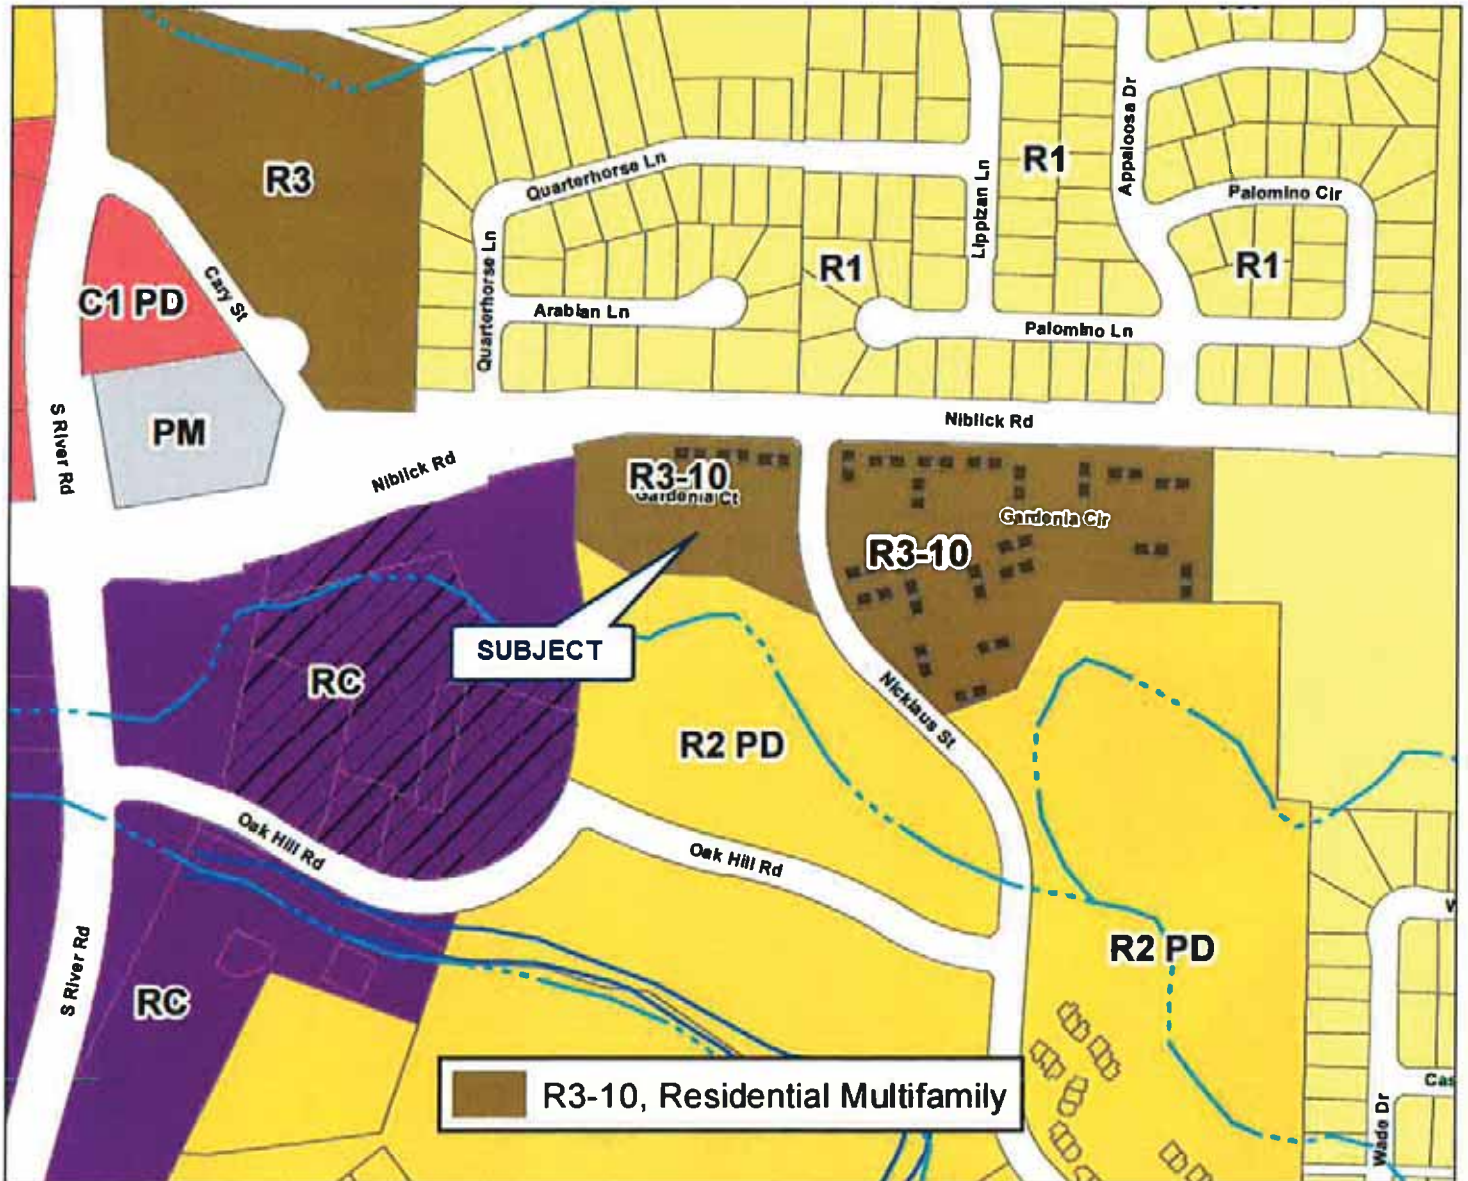 R3
Quarterhorse Ln
Lippizan Ln
R1
Appaloosa Dr
Palomino Cir
C1 PD
Cary St
Quarterhorse Ln
Arabian Ln
R1
Palomino Ln
R1
PM
S River Rd
Niblick Rd
Niblick Rd
R3-10
Gardenia Ct
Gardenia Cir
R3-10
SUBJECT
RC
R2 PD
Nicklaus St
Oak Hill Rd
Oak Hill Rd
R2 PD
S River Rd
RC
W
Cas
Wade Dr
R3-10, Residential Multifamily